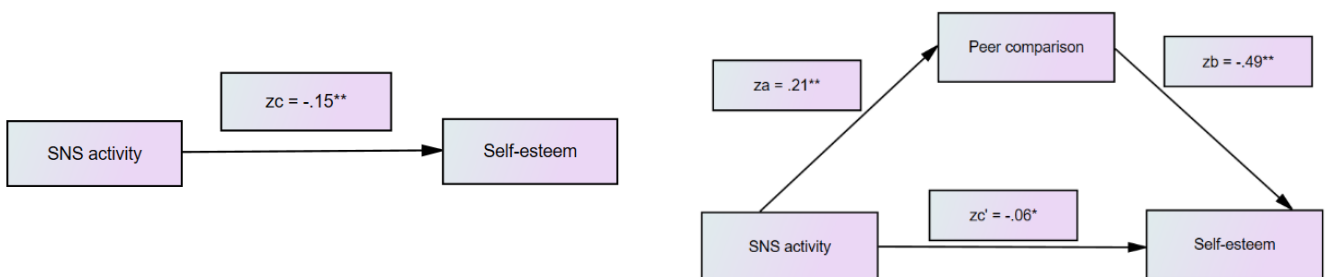 zc = -.15**
SNS activity
Self-esteem
Peer comparison
za = .21**
zb = -.49**
zc' = -.06*
SNS activity
Self-esteem